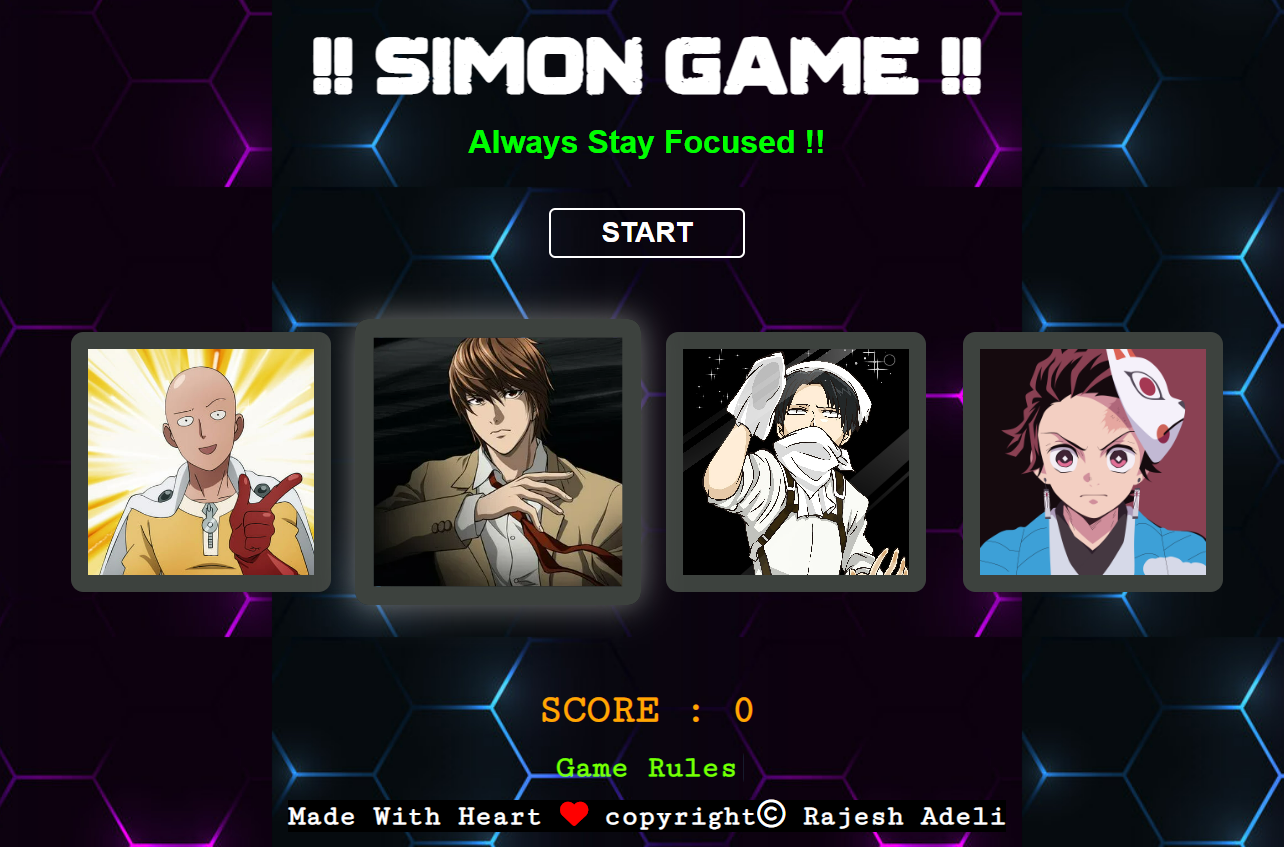 !! SIMON GAME !!
Always Stay Focused !!
START
SCORE : 0
Game Rules
Made With Heart ❤ copyright© Rajesh Adeli